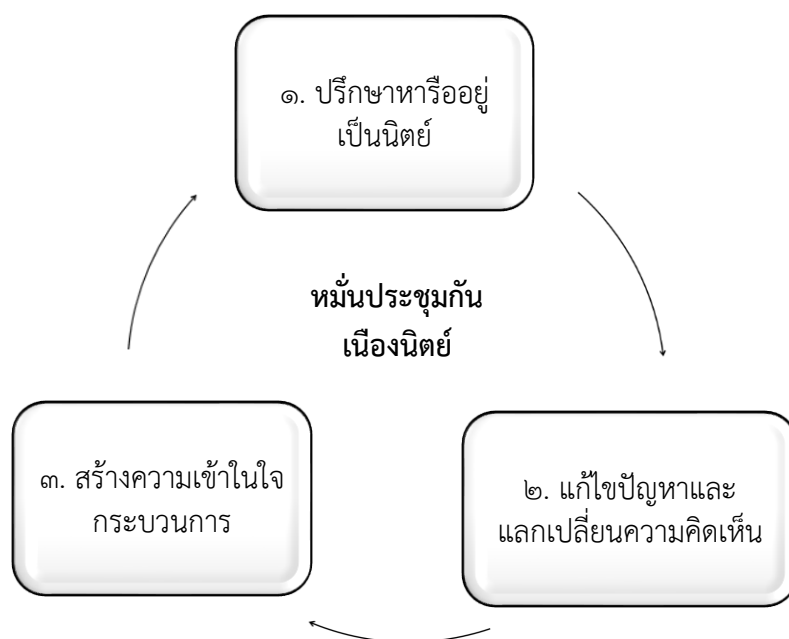 ๑. ปรึกษาหารืออยู่
เป็นนิตย์
หมั่นประชุมกัน
เนืองนิตย์
๒. แก้ไขปัญหาและ
แลกเปลี่ยนความคิดเห็น
๓. สร้างความเข้าในใจ
กระบวนการ